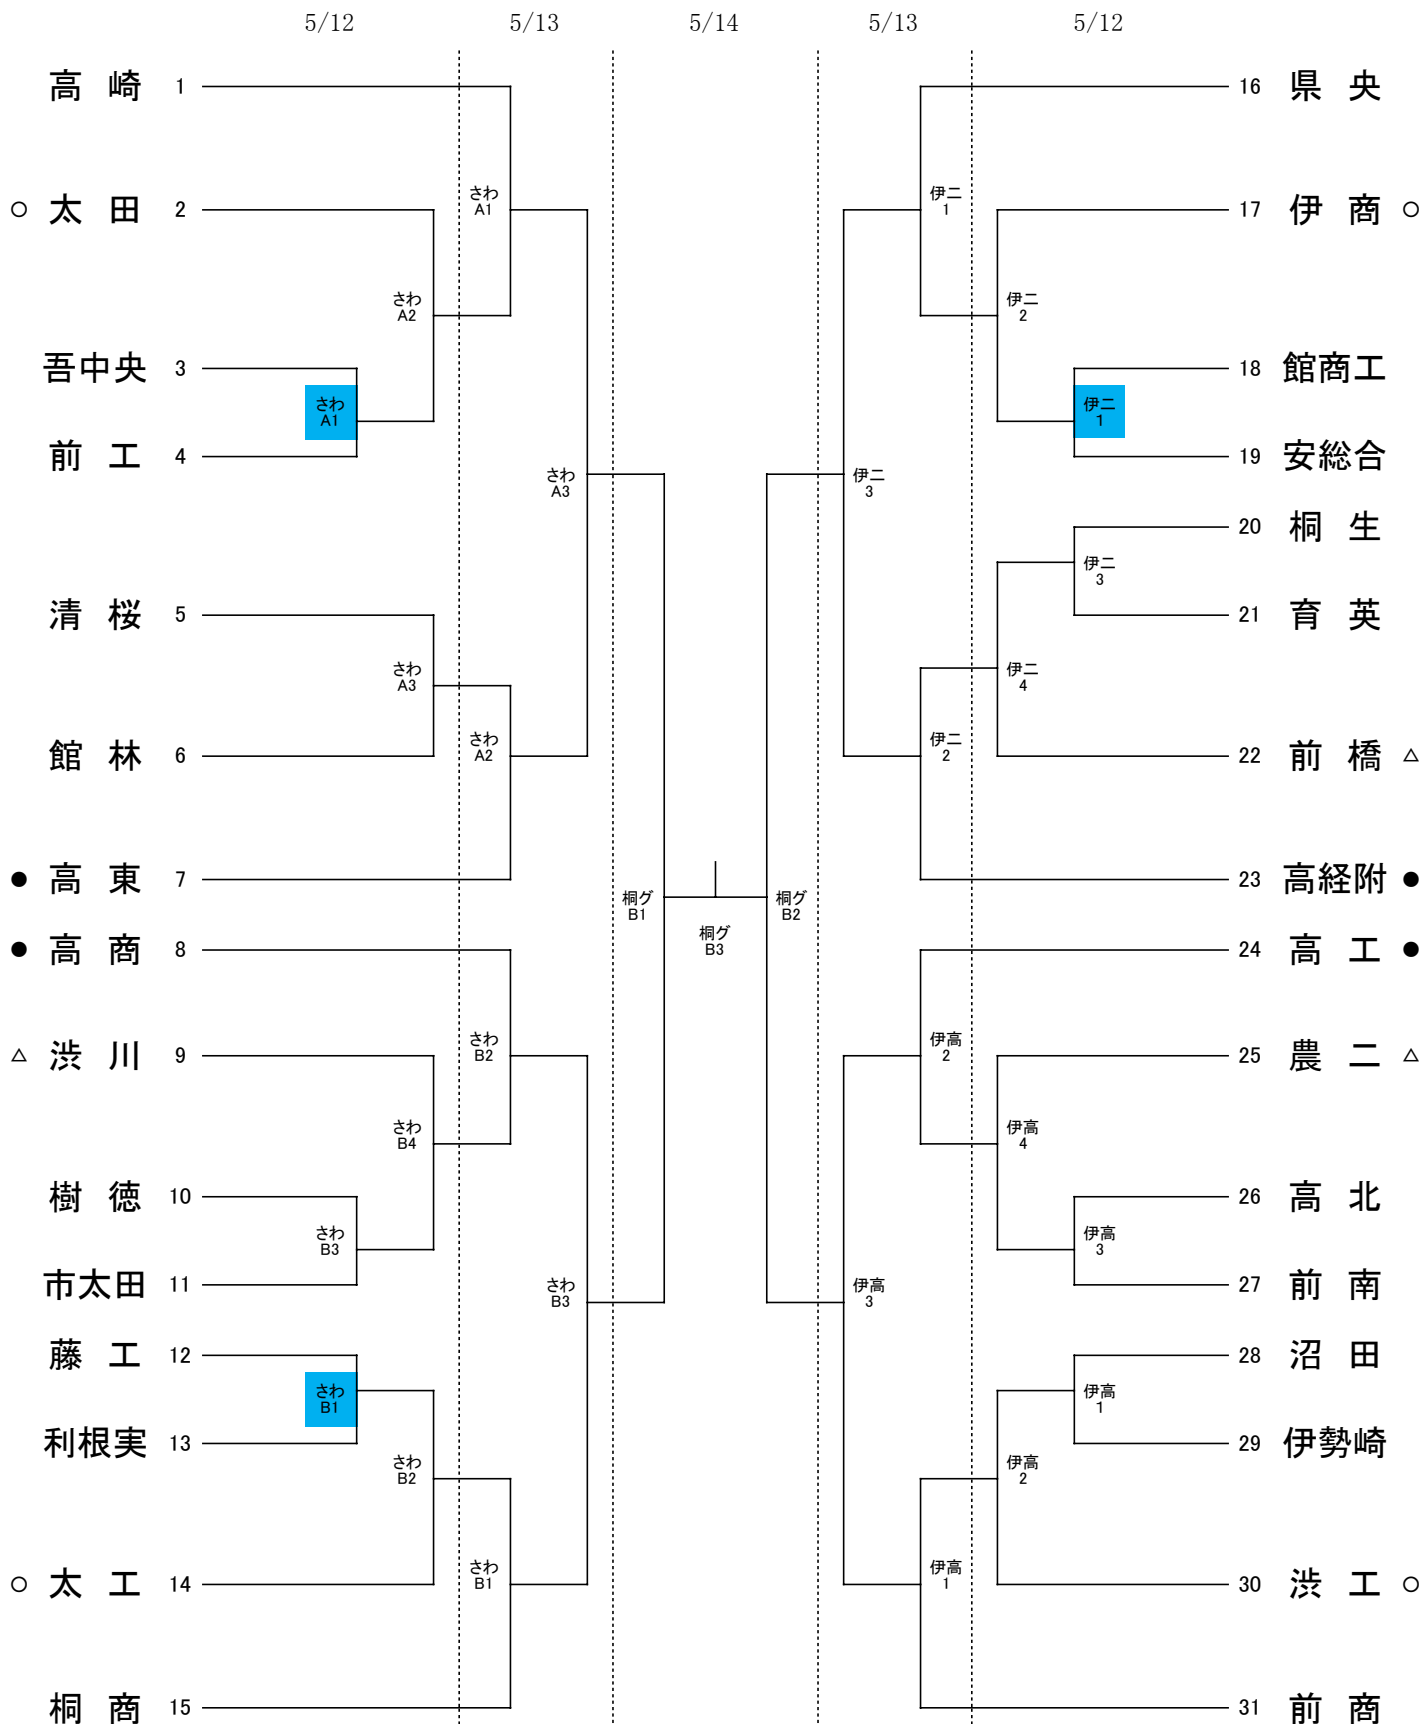 5/12 5/13 5/14 5/13 5/12
高崎 1
○ 太田 2
吾中央 3
前工 4
清桜 5
館林 6
● 高東 7
● 高商 8
△ 渋川 9
樹徳 10
市太田 11
藤工 12
利根実 13
○ 太工 14
桐商 15
さわ
A1
さわ
A2
さわ
A3
さわ
B4
さわ
B3
さわ
B1
さわ
B2
さわ
A1
さわ
A2
さわ
B2
さわ
B1
さわ
A3
さわ
B3
桐グ
B1
桐グ
B3
桐グ
B2
伊二
3
伊高
3
伊二
1
伊二
2
伊高
2
伊高
1
伊二
2
伊二
1
伊二
3
伊二
4
伊高
4
伊高
3
伊高
1
伊高
2
16 県央
17 伊商 ○
18 館商工
19 安総合
20 桐生
21 育英
22 前橋 △
23 高経附 ●
24 高工 ●
25 農二 △
26 高北
27 前南
28 沼田
29 伊勢崎
30 渋工 ○
31 前商